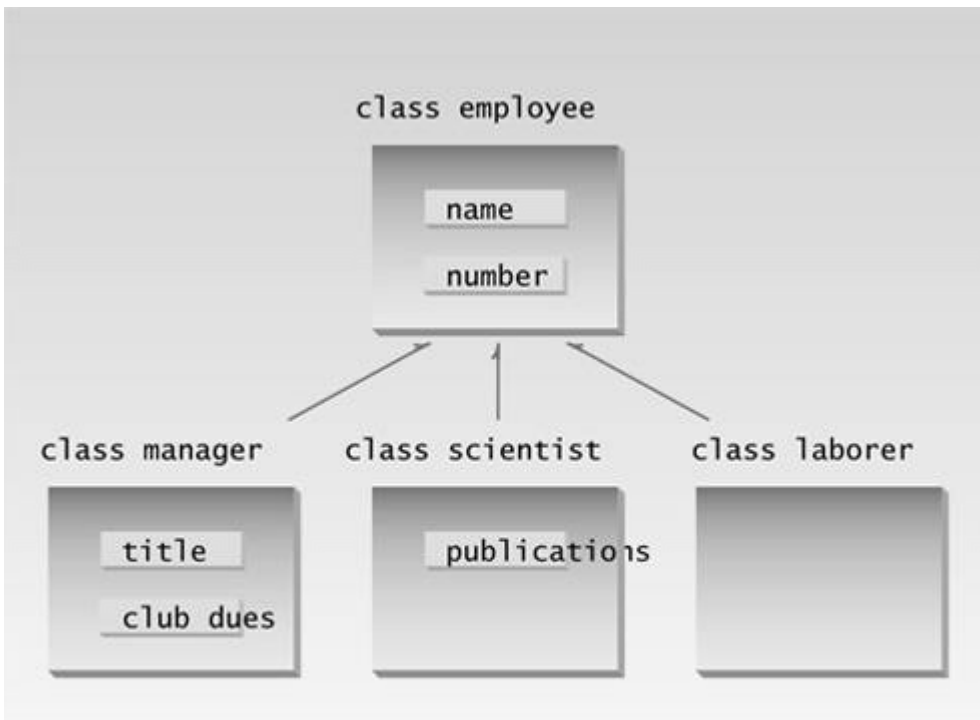 class employee
name
number
class manager
class scientist
class laborer
title
club dues
publications